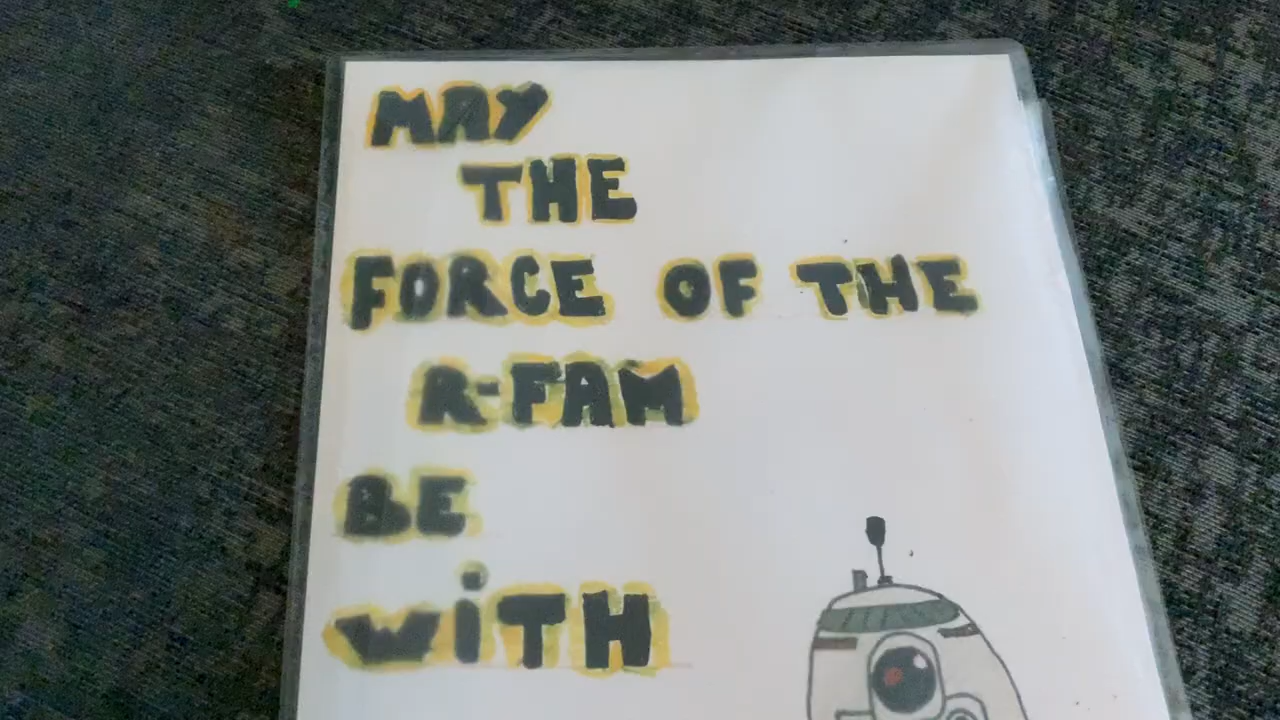 MAY
THE
FORCE OF THE
R-FAM
BE
WiTH